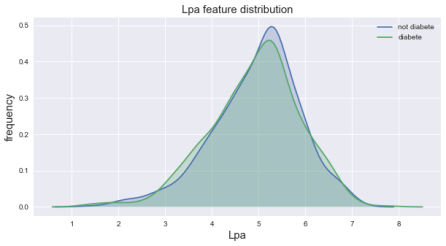 Lpa feature distribution
not diabete
diabete
0.5
0.4
0.3
0.2
0.1
0.0
frequency
1 2 3 4 5 6 7 8
Lpa